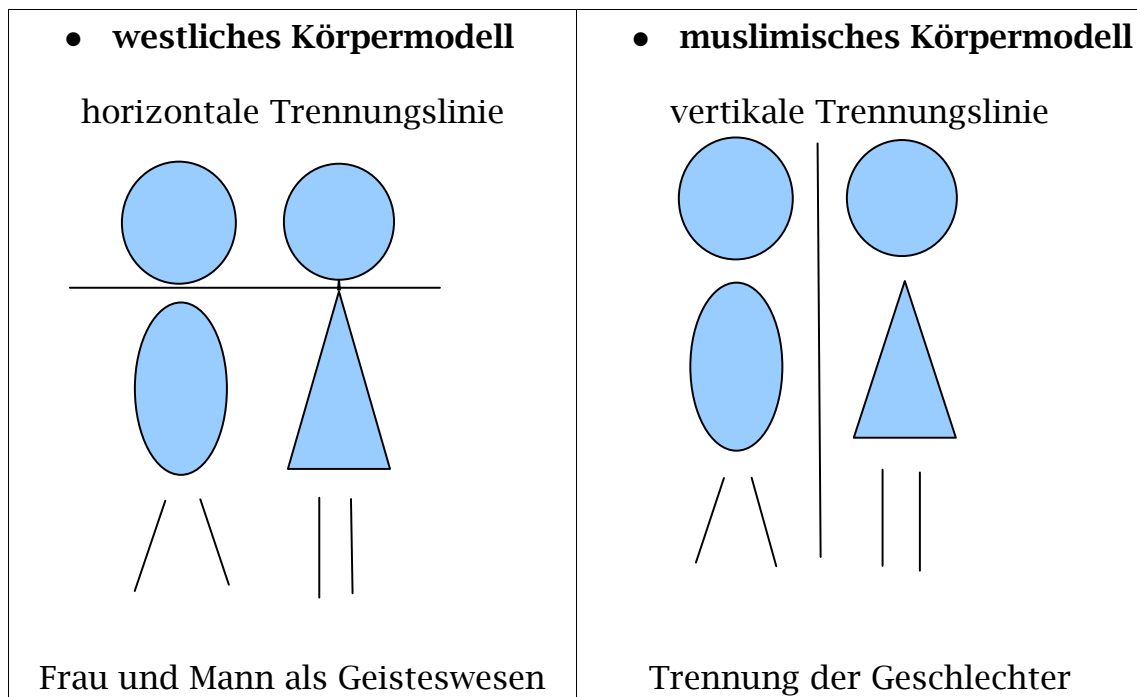 • westliches Körpermodell
horizontale Trennungslinie
Frau und Mann als Geisteswesen
• muslimisches Körpermodell
vertikale Trennungslinie
Trennung der Geschlechter